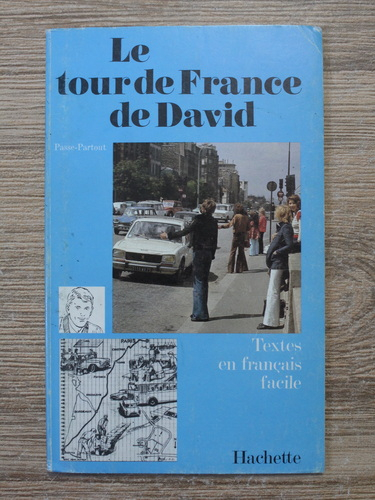 Le
tour de France
de David
Passe-Partout
Textes
en français
facile
Hachette